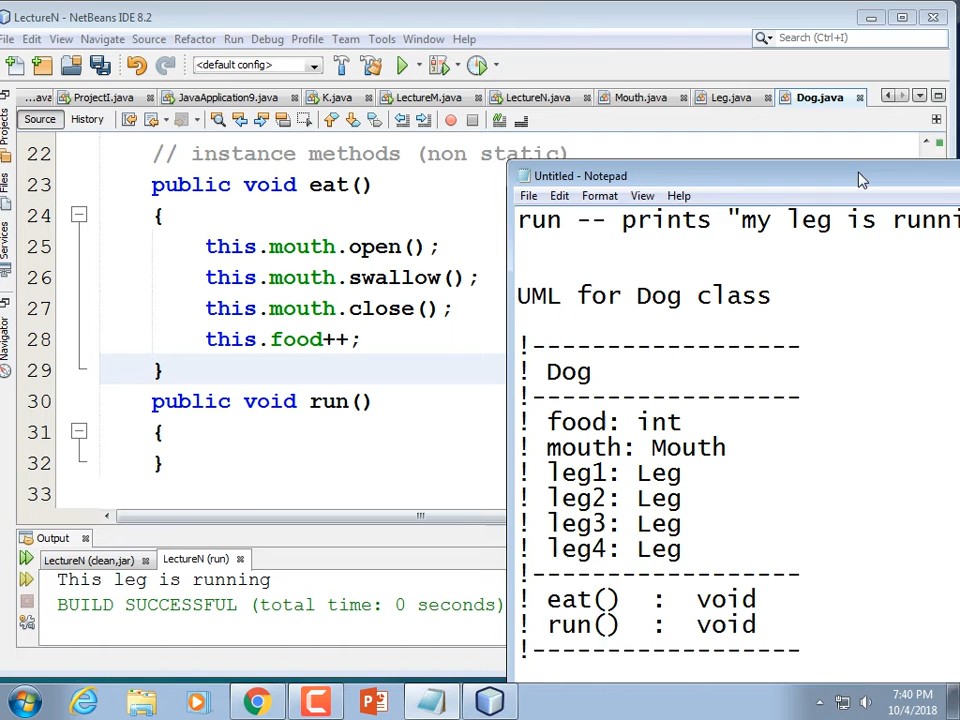 LectureN - NetBeans IDE 8.2
File Edit View Navigate Source Refactor Run Debug Profile Team Tools Window Help
Search (Ctrl+I)
<default config>
...ava ProjectI.java JavaApplication9.java K.java LectureM.java LectureN.java Mouth.java Leg.java Dog.java
Source History
Projects
Files
Services
Navigator
22 // instance methods (non static)
23 public void eat()
24 {
25 this.mouth.open();
26 this.mouth.swallow();
27 this.mouth.close();
28 this.food++;
29 }
30 public void run()
31 {
32 }
33
Output
LectureN (clean,jar) LectureN (run)
This leg is running
BUILD SUCCESSFUL (total time: 0 seconds)
Untitled - Notepad
File Edit Format View Help
run -- prints "my leg is runni
UML for Dog class
!------------------
! Dog
!------------------
! food: int
! mouth: Mouth
! leg1: Leg
! leg2: Leg
! leg3: Leg
! leg4: Leg
!------------------
! eat() : void
! run() : void
!------------------
7:40 PM
10/4/2018